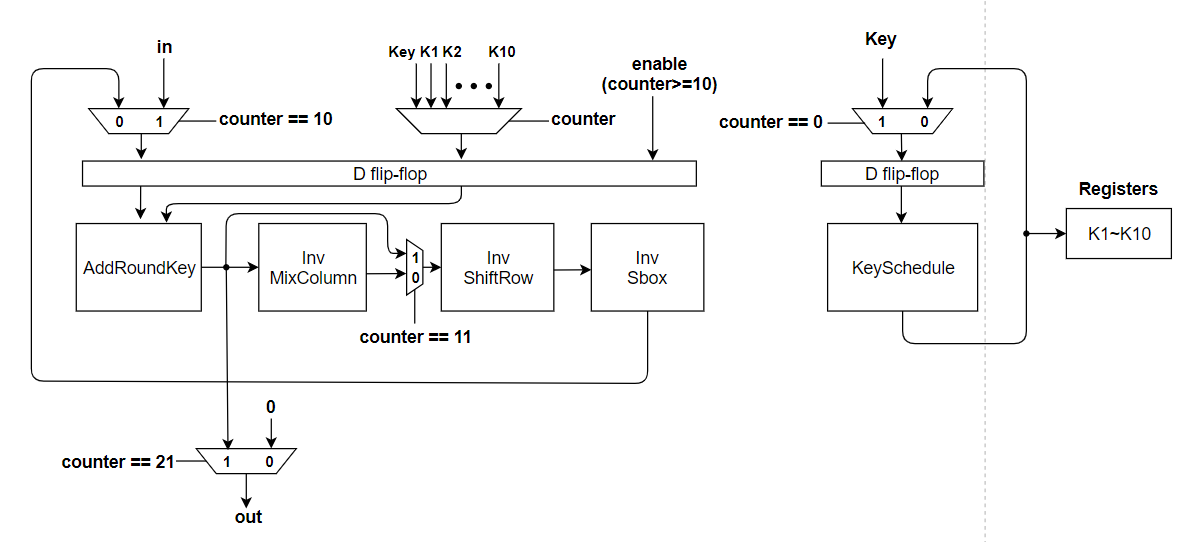 in
Key K1 K2 K10
enable
(counter>=10)
Key
0 1
counter == 10
counter
counter == 0
1 0
D flip-flop
D flip-flop
Registers
K1~K10
AddRoundKey
Inv
MixColumn
1
0
Inv
ShiftRow
Inv
Sbox
KeySchedule
counter == 11
0
counter == 21
1 0
out